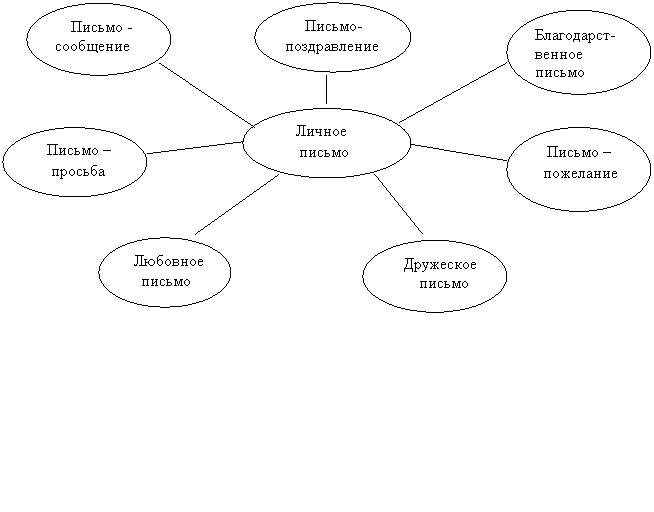 Письмо -
сообщение
Письмо-
поздравление
Благодарст-
венное
письмо
Личное
письмо
Письмо –
просьба
Письмо –
пожелание
Любовное
письмо
Дружеское
письмо